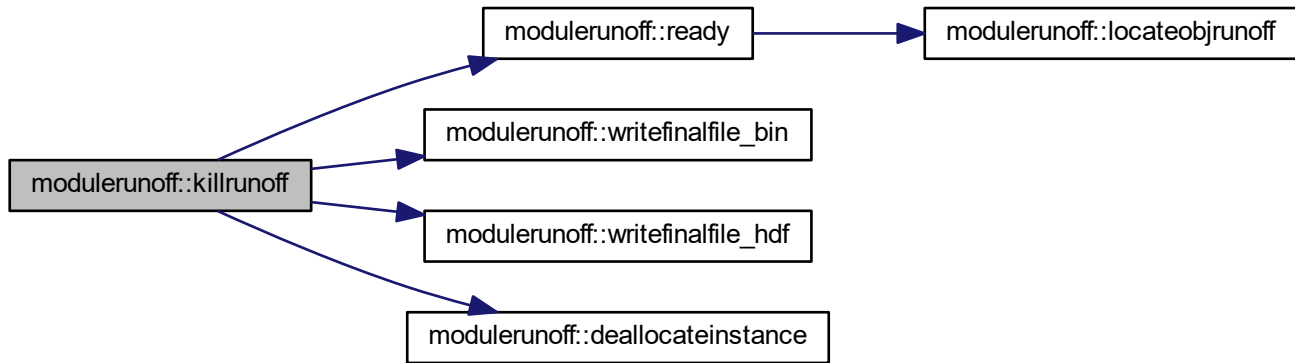 modulerunoff::ready
modulerunoff::locateobjrunoff
modulerunoff::writefinalfile_bin
modulerunoff::killrunoff
modulerunoff::writefinalfile_hdf
modulerunoff::deallocateinstance